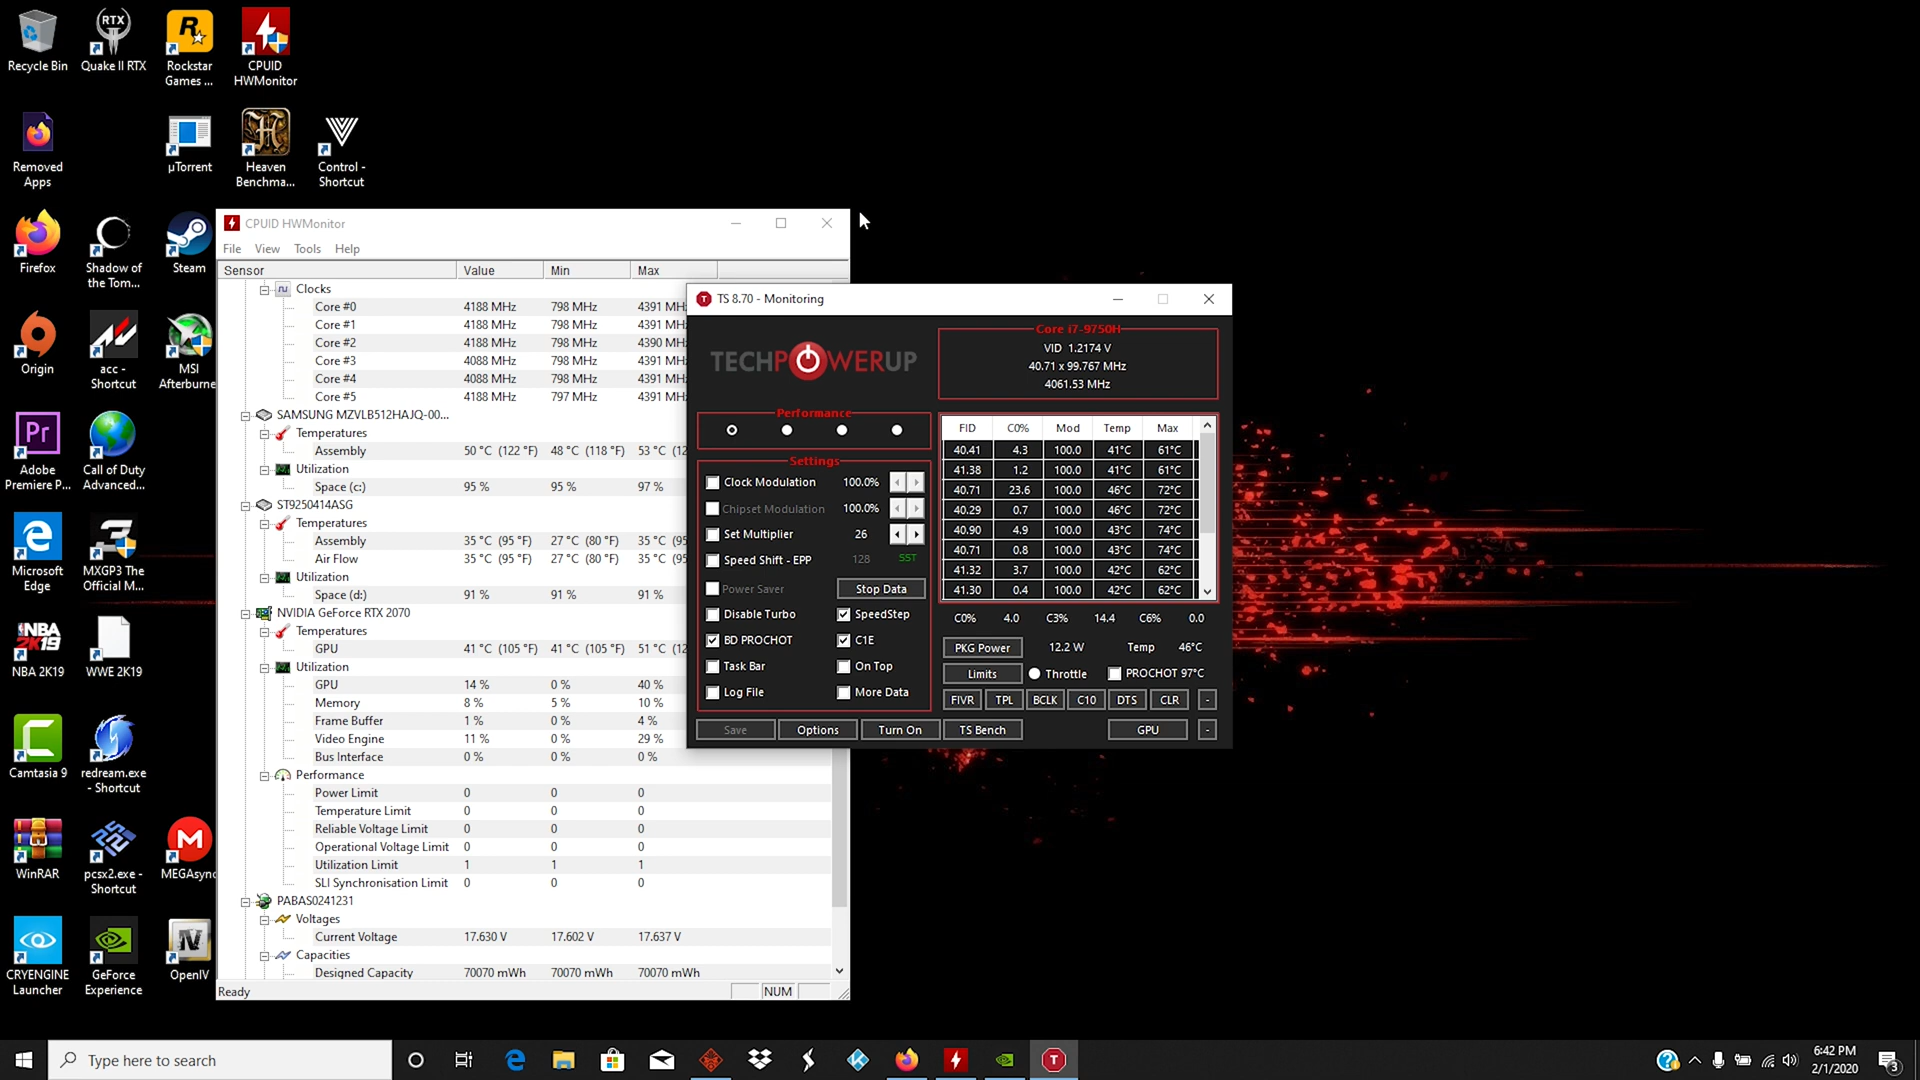 Recycle Bin
Quake II RTX
Rockstar
Games ...
CPUID
HWMonitor
Removed
Apps
µTorrent
Heaven
Benchma...
Control -
Shortcut
Firefox
Shadow of
the Tom...
Steam
Origin
acc -
Shortcut
MSI
Afterburne
Adobe
Premiere P...
Call of Duty
Advanced...
Microsoft
Edge
MXGP3 The
Official M...
NBA 2K19
WWE 2K19
Camtasia 9
redream.exe
- Shortcut
WinRAR
pcsx2.exe -
Shortcut
MEGAsync
CRYENGINE
Launcher
GeForce
Experience
OpenIV
CPUID HWMonitor
File View Tools Help
Sensor Value Min Max
Clocks
Core #0 4188 MHz 798 MHz 4391 MHz
Core #1 4188 MHz 798 MHz 4391 MHz
Core #2 4188 MHz 798 MHz 4390 MHz
Core #3 4088 MHz 798 MHz 4391 MHz
Core #4 4088 MHz 798 MHz 4391 MHz
Core #5 4188 MHz 797 MHz 4391 MHz
SAMSUNG MZVLB512HAJQ-00...
Temperatures
Assembly 50 °C (122 °F) 48 °C (118 °F) 53 °C (12
Utilization
Space (c:) 95 % 95 % 97 %
ST9250414ASG
Temperatures
Assembly 35 °C (95 °F) 27 °C (80 °F) 35 °C (95
Air Flow 35 °C (95 °F) 27 °C (80 °F) 35 °C (95
Utilization
Space (d:) 91 % 91 % 91 %
NVIDIA GeForce RTX 2070
Temperatures
GPU 41 °C (105 °F) 41 °C (105 °F) 51 °C (12
Utilization
GPU 14 % 0 % 40 %
Memory 8 % 5 % 10 %
Frame Buffer 1 % 0 % 4 %
Video Engine 11 % 0 % 29 %
Bus Interface 0 % 0 % 0 %
Performance
Power Limit 0 0 0
Temperature Limit 0 0 0
Reliable Voltage Limit 0 0 0
Operational Voltage Limit 0 0 0
Utilization Limit 1 1 1
SLI Synchronisation Limit 0 0 0
PABAS0241231
Voltages
Current Voltage 17.630 V 17.602 V 17.637 V
Capacities
Designed Capacity 70070 mWh 70070 mWh 70070 mWh
Ready NUM
TS 8.70 - Monitoring
TECHPOWERUP
Core i7-9750H
VID 1.2174 V
40.71 x 99.767 MHz
4061.53 MHz
Performance
Settings
Clock Modulation 100.0%
Chipset Modulation 100.0%
Set Multiplier 26
Speed Shift - EPP 128 SST
Power Saver Stop Data
Disable Turbo SpeedStep
BD PROCHOT C1E
Task Bar On Top
Log File More Data
Save Options Turn On TS Bench
FID C0% Mod Temp Max
40.41 4.3 100.0 41°C 61°C
41.38 1.2 100.0 41°C 61°C
40.71 23.6 100.0 46°C 72°C
40.29 0.7 100.0 46°C 72°C
40.90 4.9 100.0 43°C 74°C
40.71 0.8 100.0 43°C 74°C
41.32 3.7 100.0 42°C 62°C
41.30 0.4 100.0 42°C 62°C
C0% 4.0 C3% 14.4 C6% 0.0
PKG Power 12.2 W Temp 46°C
Limits Throttle PROCHOT 97°C
FIVR TPL BCLK C10 DTS CLR -
GPU -
Type here to search
6:42 PM
2/1/2020
3